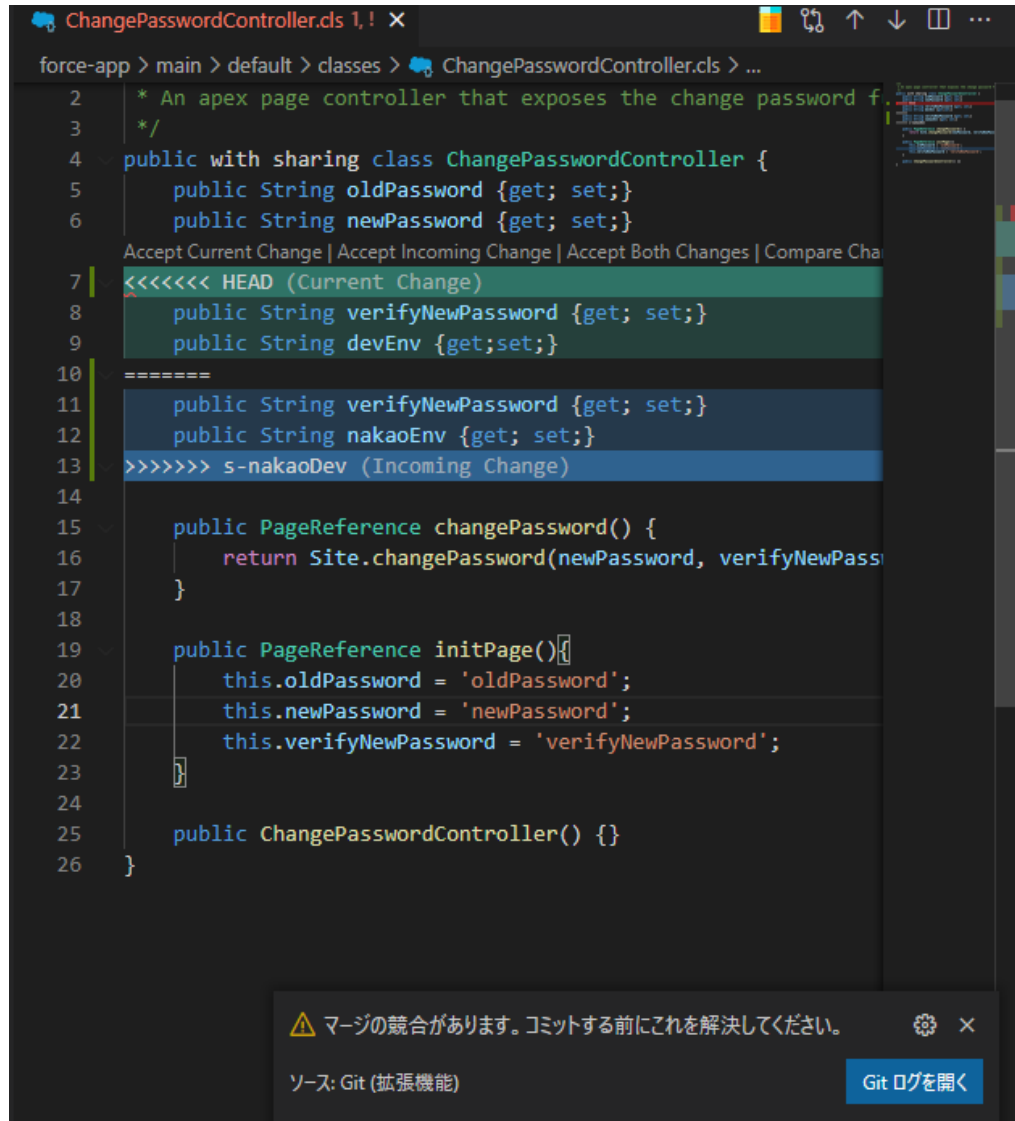 ChangePasswordController.cls 1, !
force-app > main > default > classes > ChangePasswordController.cls > ...
2 * An apex page controller that exposes the change password f
3 */
4 public with sharing class ChangePasswordController {
5 public String oldPassword {get; set;}
6 public String newPassword {get; set;}
Accept Current Change | Accept Incoming Change | Accept Both Changes | Compare Cha
7 <<<<<<< HEAD (Current Change)
8 public String verifyNewPassword {get; set;}
9 public String devEnv {get;set;}
10 =======
11 public String verifyNewPassword {get; set;}
12 public String nakaoEnv {get; set;}
13 >>>>>>> s-nakaoDev (Incoming Change)
14
15 public PageReference changePassword() {
16 return Site.changePassword(newPassword, verifyNewPass
17 }
18
19 public PageReference initPage(){
20 this.oldPassword = 'oldPassword';
21 this.newPassword = 'newPassword';
22 this.verifyNewPassword = 'verifyNewPassword';
23 }
24
25 public ChangePasswordController() {}
26 }
マージの競合があります。コミットする前にこれを解決してください。
ソース: Git (拡張機能)
Git ログを開く